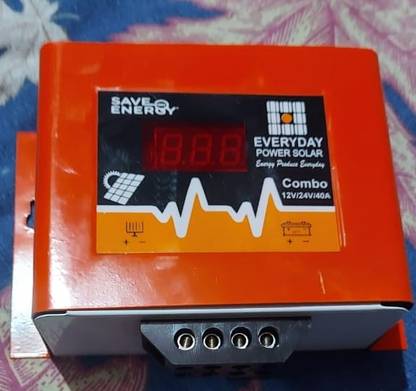 SAVE
ENERGY
8.8.8
EVERYDAY
POWER SOLAR
Energy Produce Everyday
Combo
12V/24V/40A
+ −
+ −